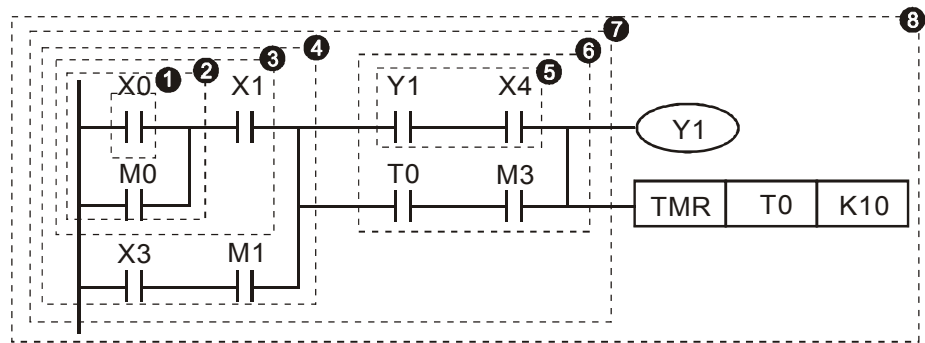 8
7
4 6
3
1 2 5
X0 X1 Y1 X4
Y1
M0 T0 M3
TMR T0 K10
X3 M1